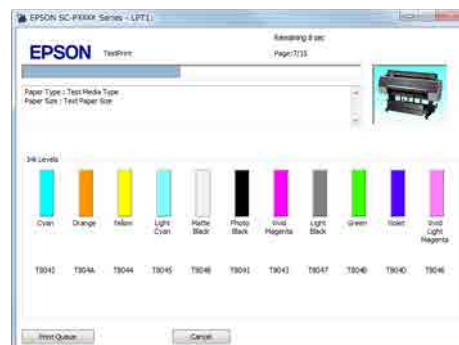 EPSON SC-PXXXX Series - LPT1:
Remaining 8 sec
EPSON TestPrint Page:7/15
Paper Type : Test Media Type
Paper Size : Test Paper Size
Ink Levels
Cyan Orange Yellow Light Cyan Matte Black Photo Black Vivid Magenta Light Black Green Violet Vivid Light Magenta
T8042 T804A T8044 T8045 T8048 T8041 T8043 T8047 T804B T804D T8046
Print Queue Cancel